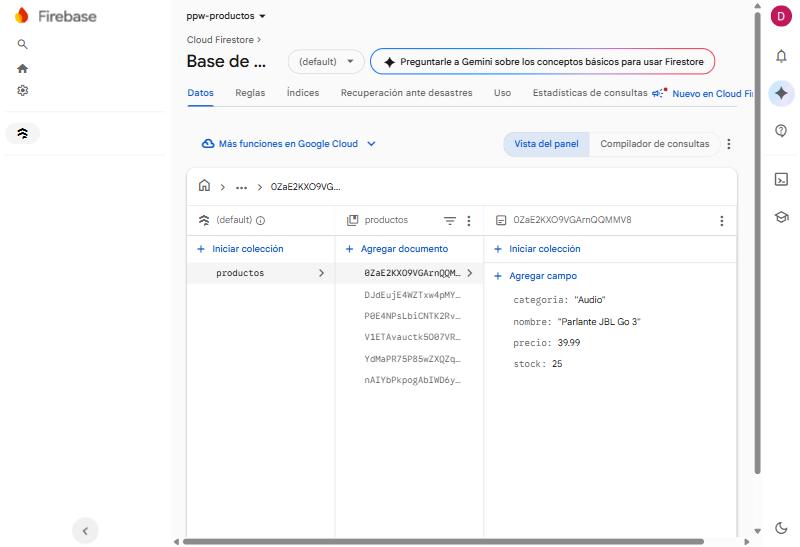 Firebase
ppw-productos
D
Cloud Firestore >
Base de ...
(default)
Preguntarle a Gemini sobre los conceptos básicos para usar Firestore
Datos
Reglas
Índices
Recuperación ante desastres
Uso
Estadísticas de consultas
Nuevo en Cloud Fi
Más funciones en Google Cloud
Vista del panel
Compilador de consultas
0ZaE2KXO9VG...
(default)
productos
0ZaE2KXO9VGArnQQMMV8
+ Iniciar colección
+ Agregar documento
+ Iniciar colección
productos
0ZaE2KXO9VGArnQQM…
+ Agregar campo
DJdEujE4WZTxw4pMY…
categoria: "Audio"
P0E4NPsLbiCNTK2Rv…
nombre: "Parlante JBL Go 3"
V1ETAvauctk5O07VR…
precio: 39.99
YdMaPR75P85wZXQZq…
stock: 25
nAIYbPkpogAbIWD6y…